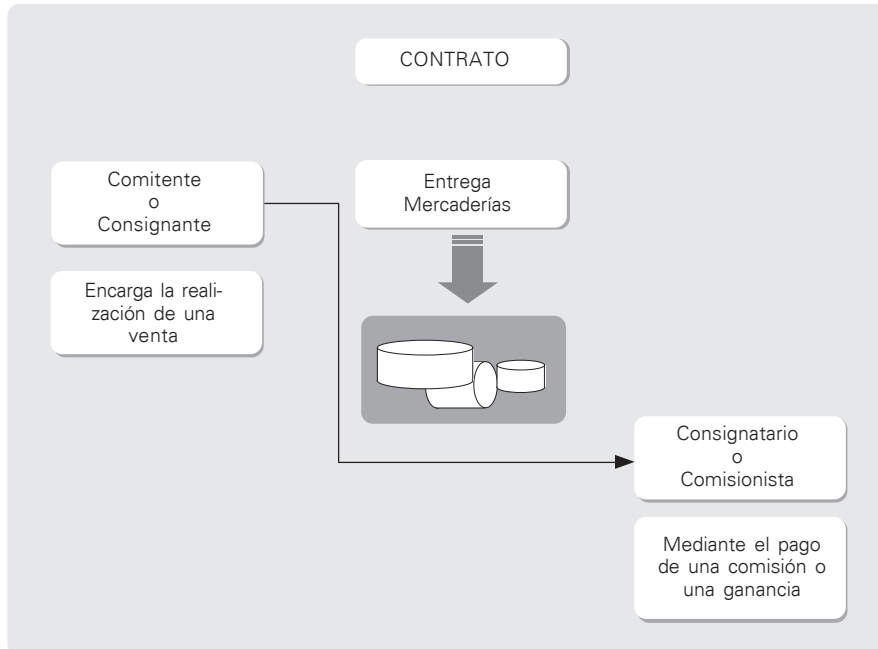 CONTRATO
Comitente
o
Consignante
Encarga la reali-
zación de una
venta
Entrega
Mercaderías
Consignatario
o
Comisionista
Mediante el pago
de una comisión o
una ganancia